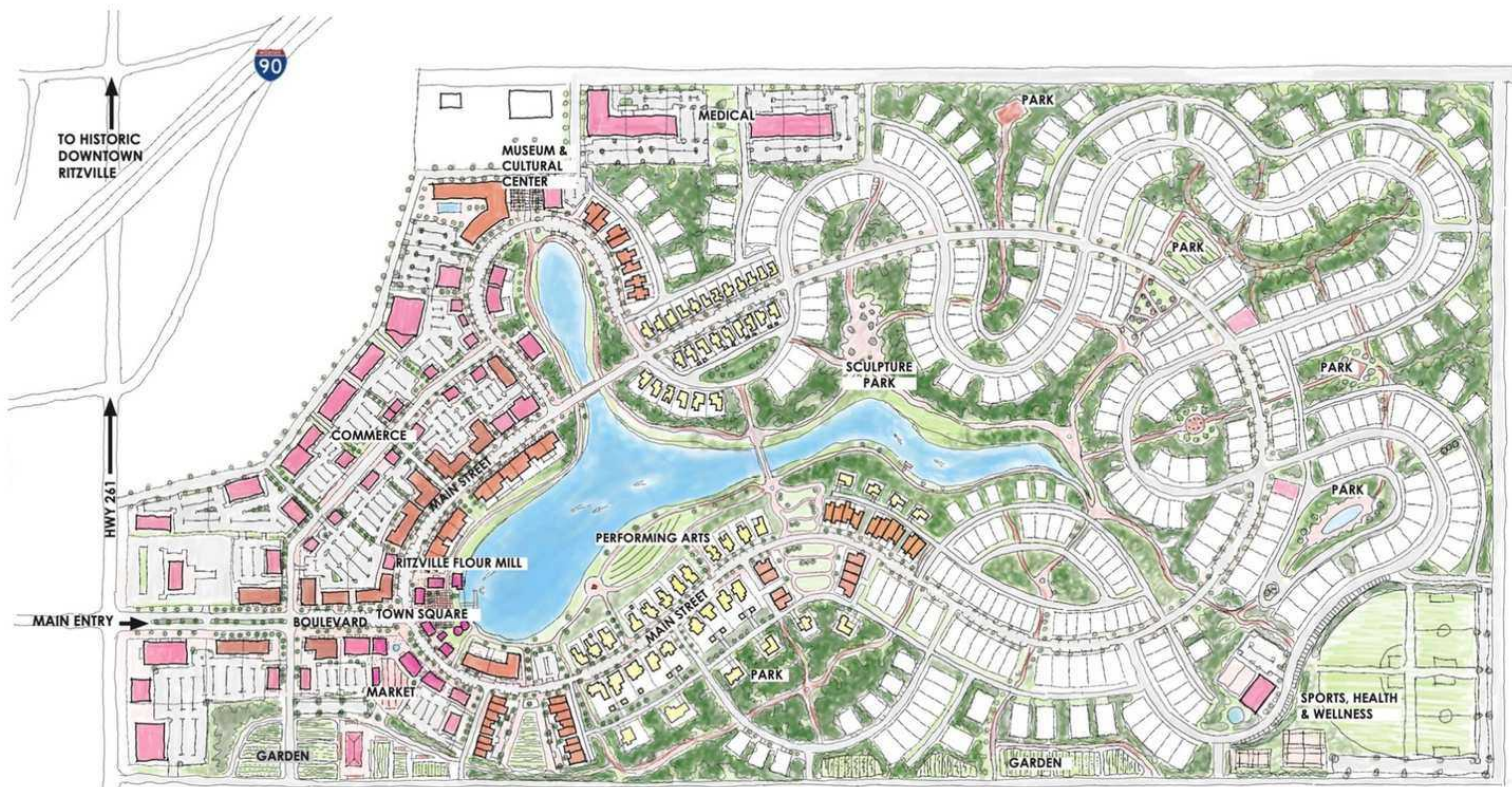 90
TO HISTORIC
DOWNTOWN
RITZVILLE
MEDICAL
PARK
MUSEUM &
CULTURAL
CENTER
PARK
SCULPTURE
PARK
PARK
COMMERCE
MAIN STREET
HWY 261
PARK
PERFORMING ARTS
RITZVILLE FLOUR MILL
TOWN SQUARE
MAIN ENTRY
BOULEVARD
MAIN STREET
PARK
MARKET
SPORTS, HEALTH
& WELLNESS
GARDEN
GARDEN